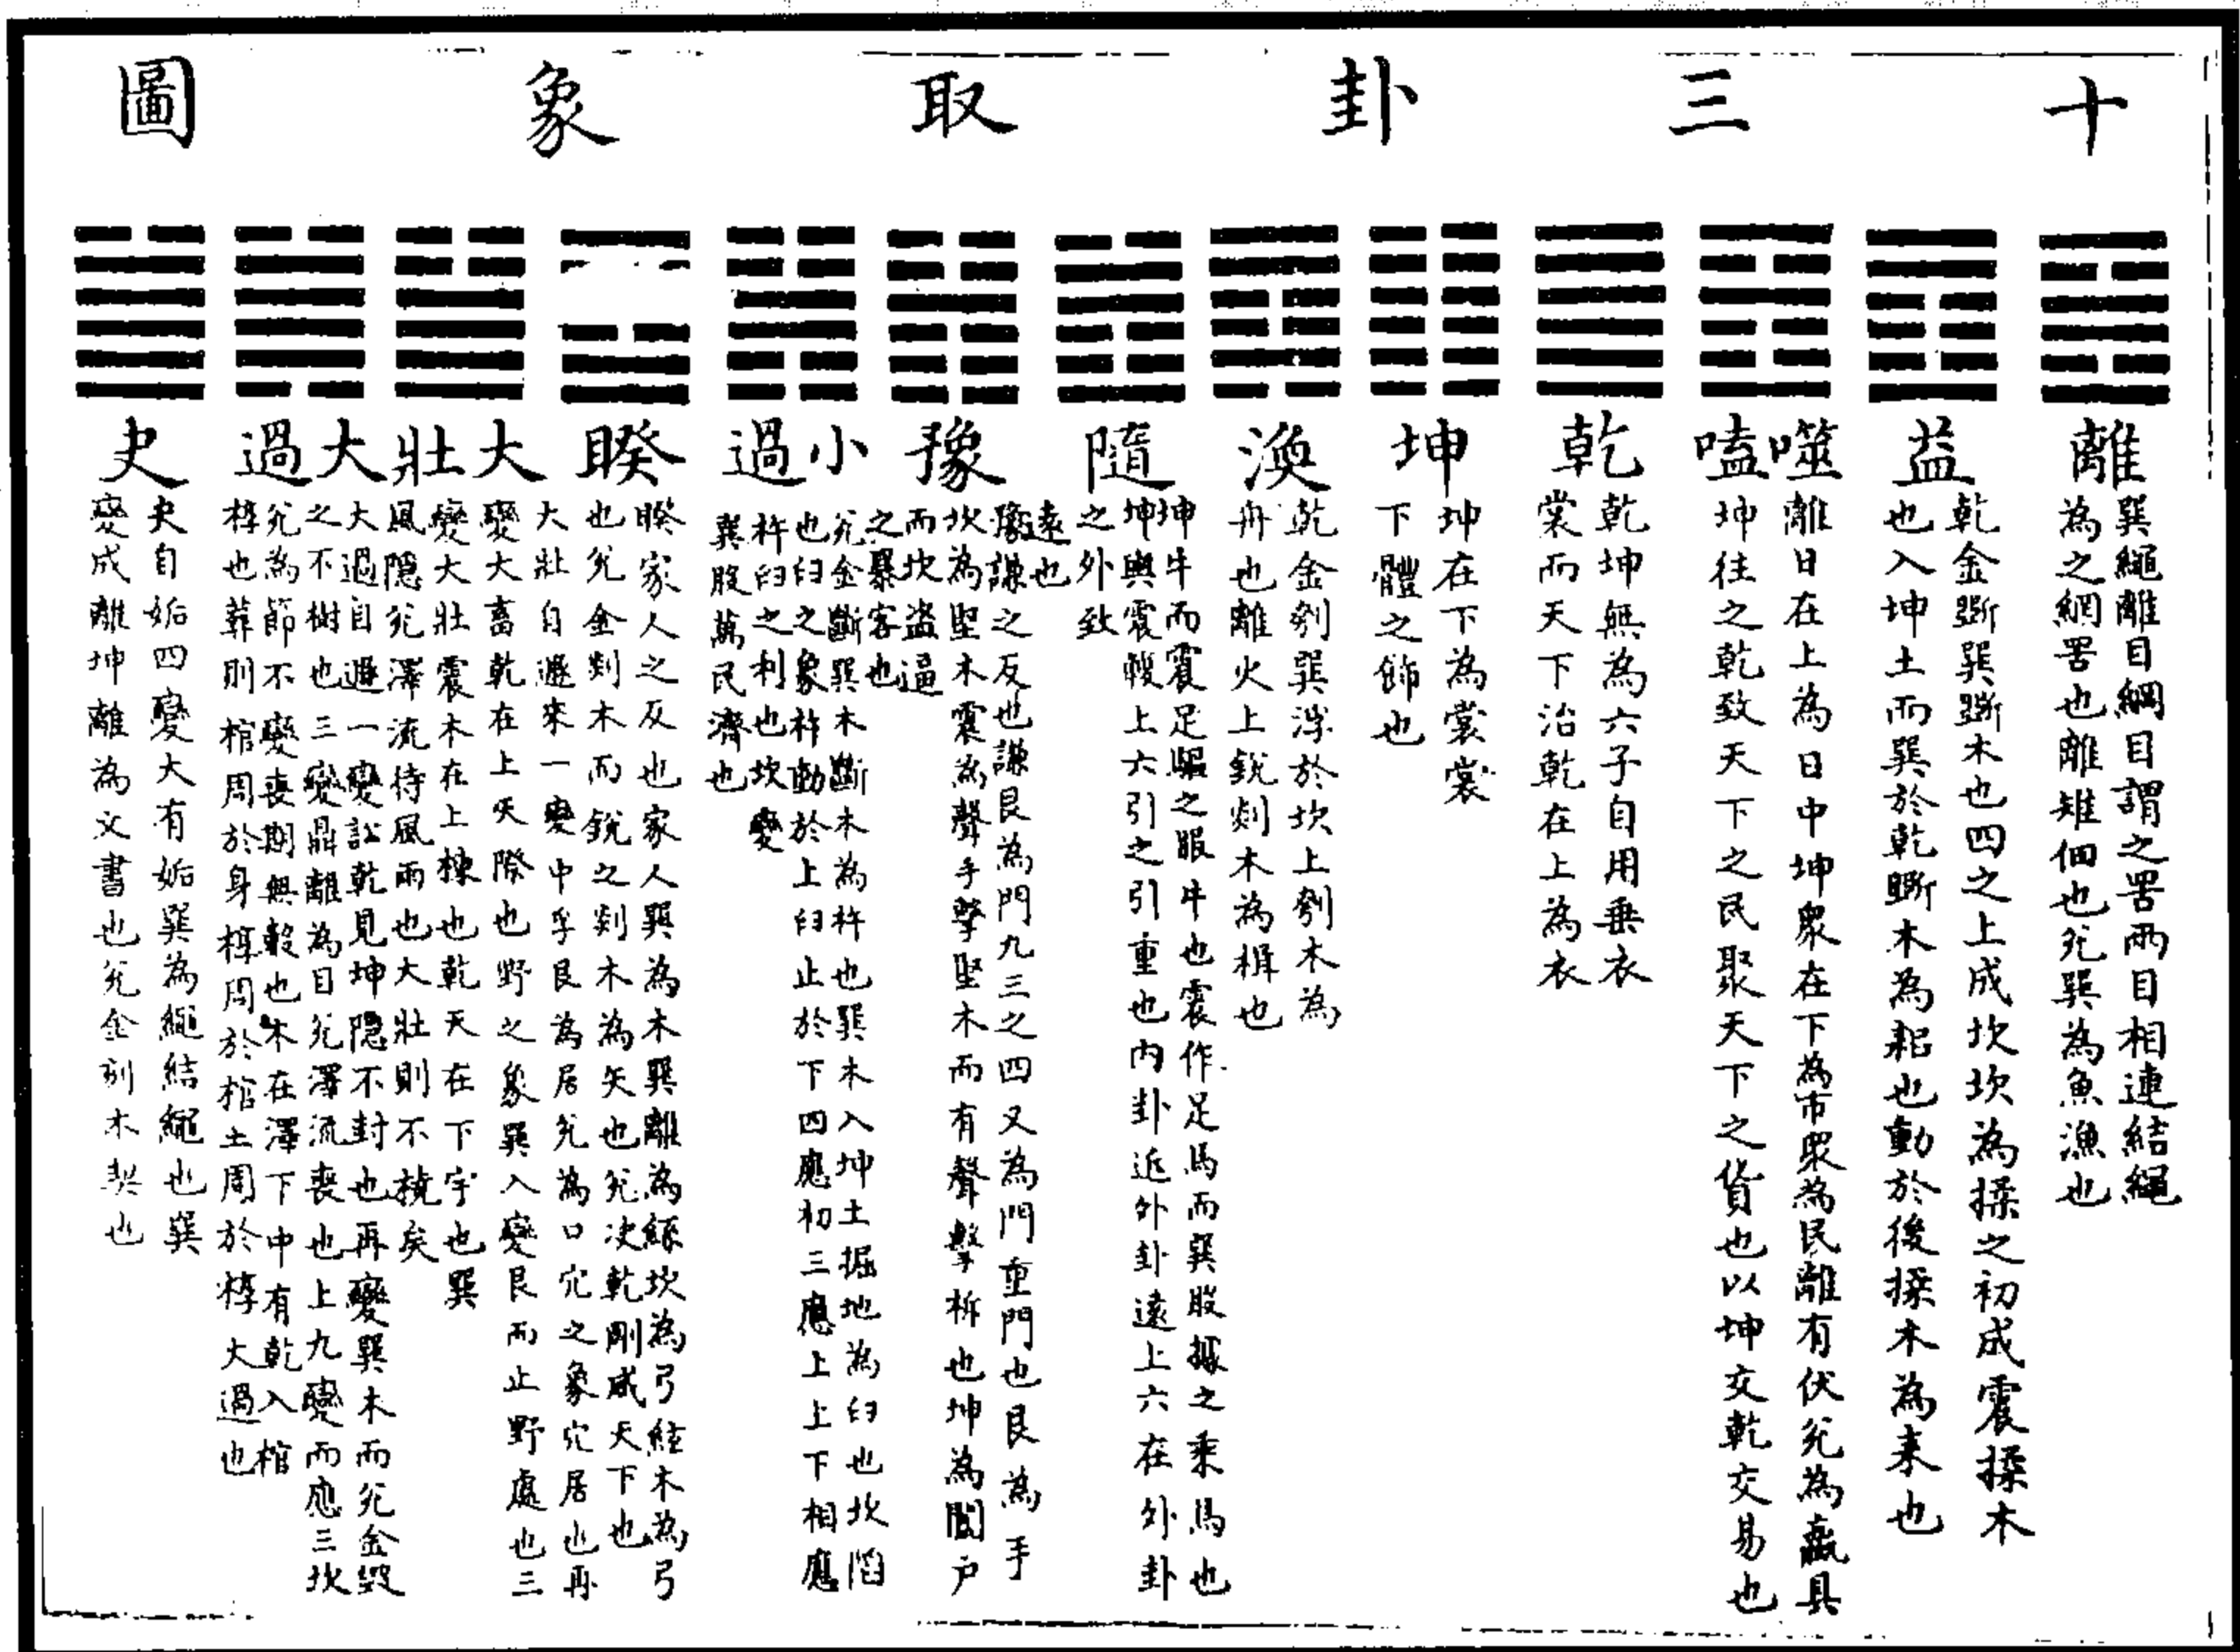 十三卦取象圖
離
巽繩離目綱目謂之罟兩目相連結繩
為之網罟也離雉佃也兊巽為魚漁也
益
乾金斲巽斲木也四之上成坎坎為揉之初成震揉木
也入坤土而巽於乾斲木為耜也動於後揉木為耒也
噬嗑
離日在上為日中坤衆在下為市衆為民離有伏兊為蠃具
坤往之乾致天下之民聚天下之貨也以坤交乾交易也
乾
乾坤無為六子自用垂衣
裳而天下治乾在上為衣
坤
坤在下為裳裳
下體之飾也
渙
乾金刳巽浮於坎上刳木為
舟也離火上銳剡木為楫也
隨
坤牛而震足驅之服牛也震作足馬而巽股據之乘馬也
坤輿震輹上六引之引重也内卦近外卦遠上六在外卦
之外致
遠也
豫
豫謙之反也謙艮為門九三之四又為門重門也艮為手
坎為堅木震為聲手擊堅木而有聲擊柝也坤為闔户
而坎盗逼
之暴客也
小過
兊金斷巽木斷木為杵也巽木入坤土掘地為臼也坎陷
也臼之象杵動於上臼止於下四應初三應上上下相應
杵臼之利也坎變
巽股萬民濟也
睽
睽家人之反也家人巽為木巽離為絲坎為弓絃木為弓
也兊金剡木而銳之剡木為矢也兊决乾剛威天下也
大壯
大壯自遯來一變中孚艮為居兊為口穴之象穴居也再
變大畜乾在上天際也野之象巽入變艮而止野處也三
變大壯震木在上棟也乾天在下宇也巽
風隱兊澤流待風雨也大壯則不撓矣
大過
大過自遯一變訟乾見坤隱不封也再變巽木而兊金毁
之不樹也三變鼎離為目兊澤流喪也上九變而應三坎
兊為節不變喪期無數也木在澤下中有乾入棺
槨也葬則棺周於身槨周於棺土周於槨大過也
夬
夬自姤四變大有姤巽為繩結繩也巽
變成離坤離為文書也兊金刻木契也